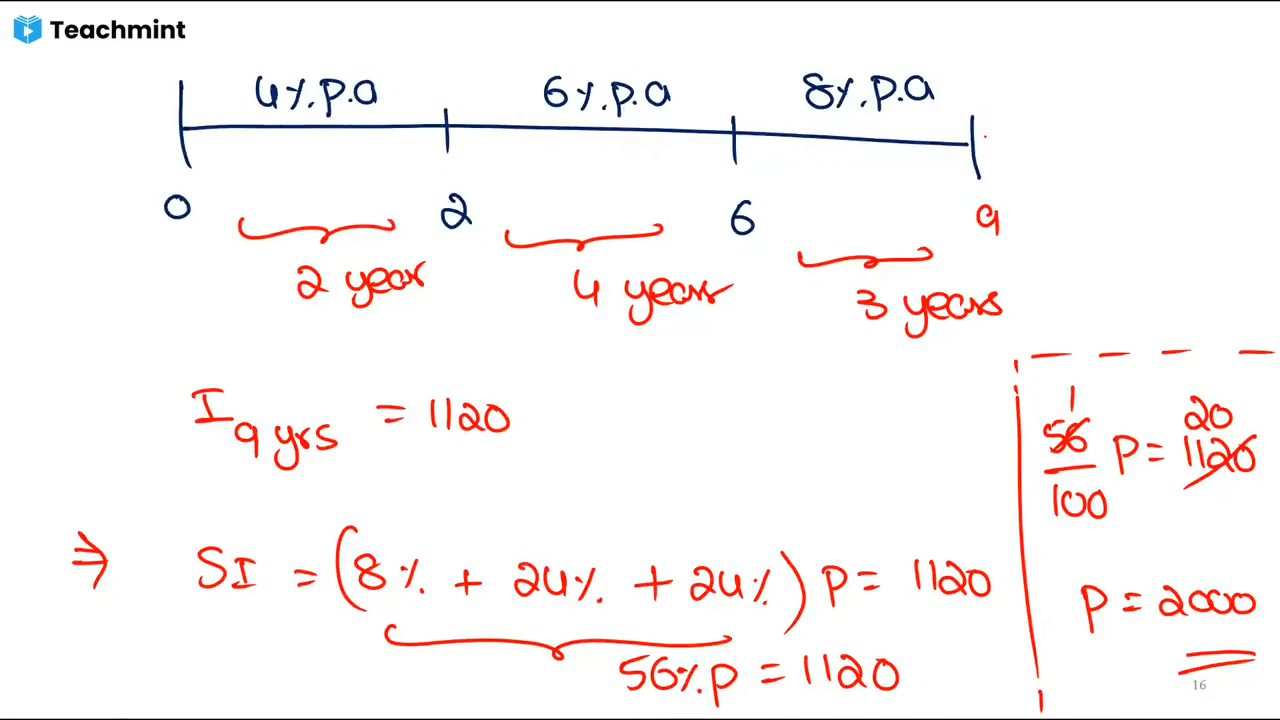 Teachmint
4%.p.a 6%.p.a 8%.p.a
0 2 6 9
2 year 4 years 3 years
I9 yrs = 1120
⇒ SI = (8%. + 24%. + 24%.) P = 1120
56%.P = 1120
1 20
56/100 P = 1120
P = 2000
16